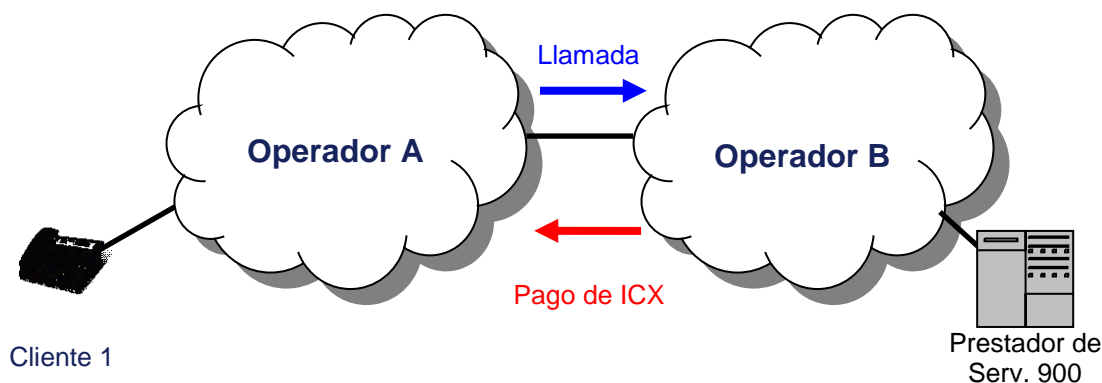 Llamada
Operador A
Operador B
Pago de ICX
Cliente 1
Prestador de
Serv. 900